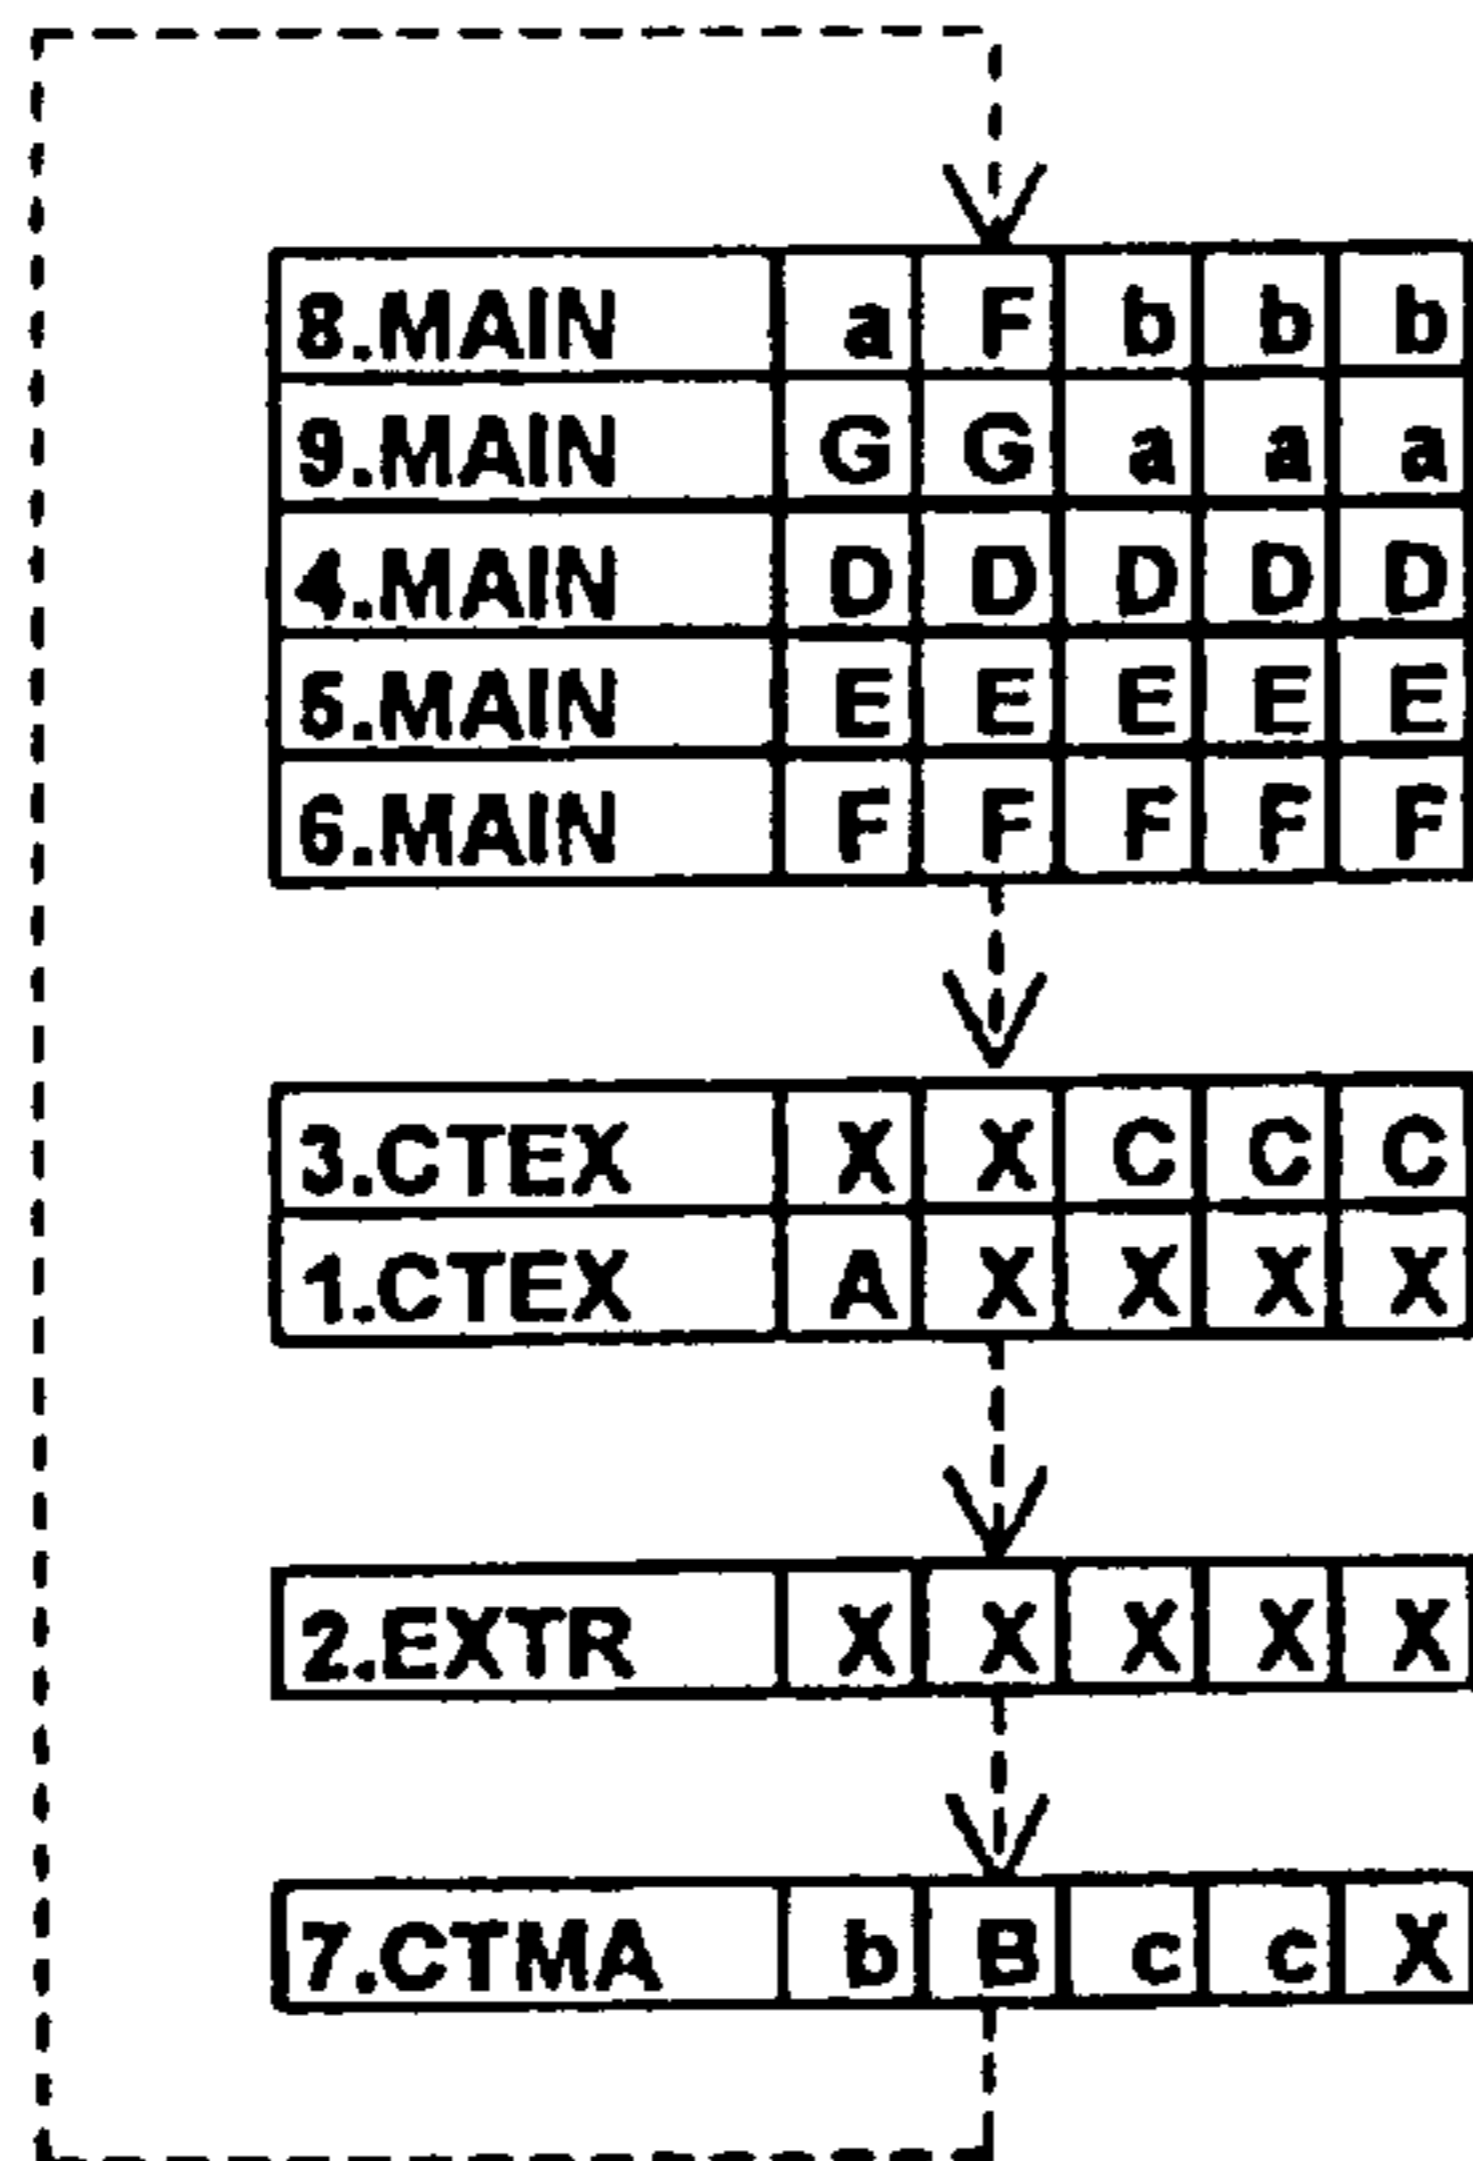 8.MAIN a F b b b
9.MAIN G G a a a
4.MAIN D D D D D
5.MAIN E E E E E
6.MAIN F F F F F
3.CTEX X X C C C
1.CTEX A X X X X
2.EXTR X X X X X
7.CTMA b B c c X